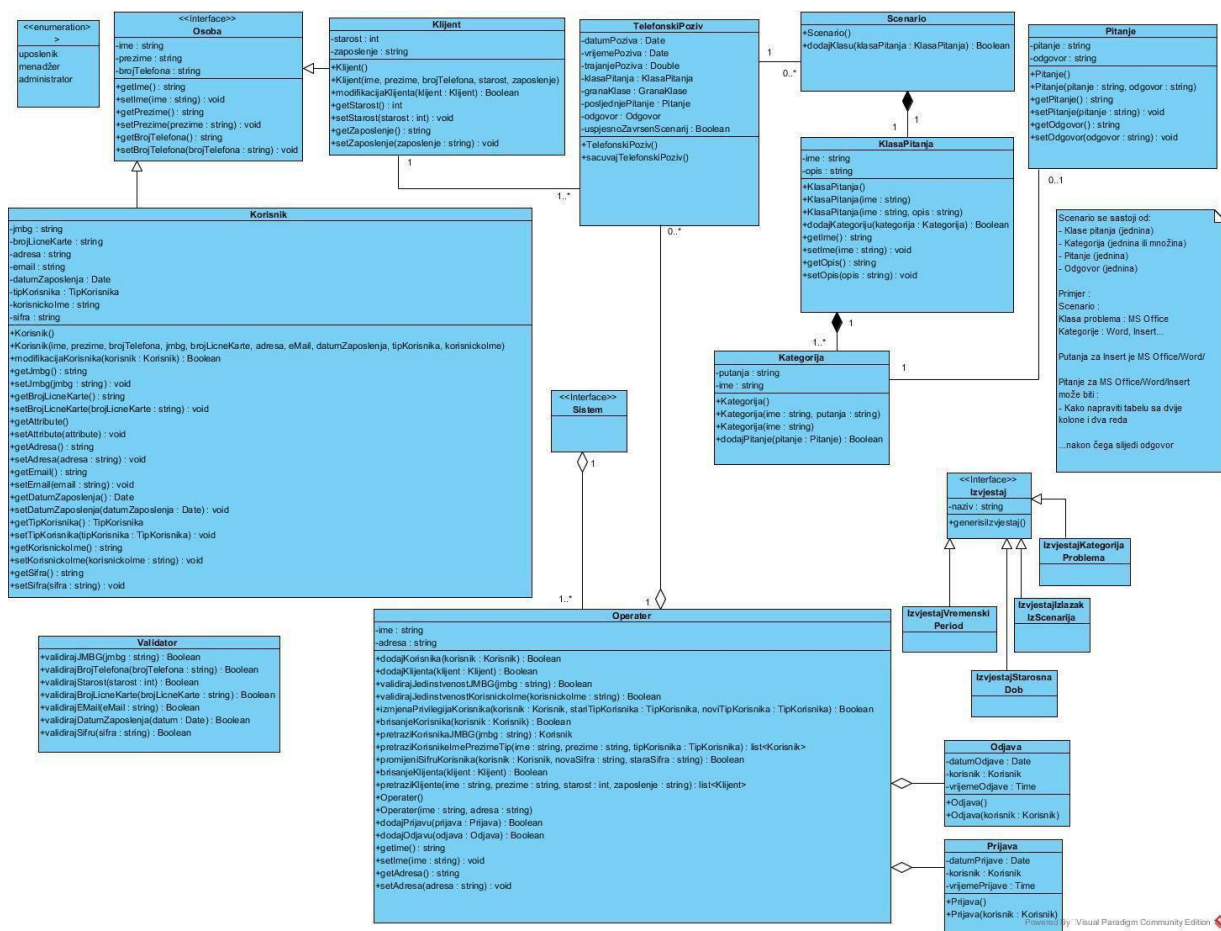 <<enumeration>>
>
uposlenik
menadžer
administrator
<<Interface>>
Osoba
-ime : string
-prezime : string
-brojTelefona : string
+getIme() : string
+setIme(ime : string) : void
+getPrezime() : string
+setPrezime(prezime : string) : void
+getBrojTelefona() : string
+setBrojTelefona(brojTelefona : string) : void
Klijent
-starost : int
-zaposlenje : string
+Klijent()
+Klijent(ime, prezime, brojTelefona, starost, zaposlenje)
+modifikacijaKlijenta(klijent : Klijent) : Boolean
+getStarost() : int
+setStarost(starost : int) : void
+getZaposlenje() : string
+setZaposlenje(zaposlenje : string) : void
1
1..*
TelefonskiPoziv
-datumPoziva : Date
-vrijemePoziva : Date
-trajanjePoziva : Double
-klasaPitanja : KlasaPitanja
-granaKlase : GranaKlase
-posljednjePitanje : Pitanje
-odgovor : Odgovor
-uspjesnoZavrsenScenarij : Boolean
+TelefonskiPoziv()
+sacuvajTelefonskiPoziv()
0..*
1
0..*
Scenario
+Scenario()
+dodajKlasu(klasaPitanja : KlasaPitanja) : Boolean
1
1
KlasaPitanja
-ime : string
-opis : string
+KlasaPitanja()
+KlasaPitanja(ime : string)
+KlasaPitanja(ime : string, opis : string)
+dodajKategoriju(kategorija : Kategorija) : Boolean
+getIme() : string
+setIme(ime : string) : void
+getOpis() : string
+setOpis(opis : string) : void
1
1..*
Kategorija
-putanja : string
-ime : string
+Kategorija()
+Kategorija(ime : string, putanja : string)
+Kategorija(ime : string)
+dodajPitanje(pitanje : Pitanje) : Boolean
1
Pitanje
-pitanje : string
-odgovor : string
+Pitanje()
+Pitanje(pitanje : string, odgovor : string)
+getPitanje() : string
+setPitanje(pitanje : string) : void
+getOdgovor() : string
+setOdgovor(odgovor : string) : void
0..1
Scenario se sastoji od:
- Klase pitanja (jednina)
- Kategorija (jednina ili množina)
- Pitanje (jednina)
- Odgovor (jednina)
Primjer :
Scenario :
Klasa problema : MS Office
Kategorije : Word, Insert...
Putanja za Insert je MS Office/Word/
Pitanje za MS Office/Word/Insert
može biti :
- Kako napraviti tabelu sa dvije
kolone i dva reda
...nakon čega slijedi odgovor
Korisnik
-jmbg : string
-brojLicneKarte : string
-adresa : string
-email : string
-datumZaposlenja : Date
-tipKorisnika : TipKorisnika
-korisnickoIme : string
-sifra : string
+Korisnik()
+Korisnik(ime, prezime, brojTelefona, jmbg, brojLicneKarte, adresa, eMail, datumZaposlenja, tipKorisnika, korisnickoIme)
+modifikacijaKorisnika(korisnik : Korisnik) : Boolean
+getJmbg() : string
+setJmbg(jmbg : string) : void
+getBrojLicneKarte() : string
+setBrojLicneKarte(brojLicneKarte : string) : void
+getAttribute()
+setAttribute(attribute) : void
+getAdresa() : string
+setAdresa(adresa : string) : void
+getEmail() : string
+setEmail(email : string) : void
+getDatumZaposlenja() : Date
+setDatumZaposlenja(datumZaposlenja : Date) : void
+getTipKorisnika() : TipKorisnika
+setTipKorisnika(tipKorisnika : TipKorisnika) : void
+getKorisnickoIme() : string
+setKorisnickoIme(korisnickoIme : string) : void
+getSifra() : string
+setSifra(sifra : string) : void
<<Interface>>
Sistem
1
1..*
1
<<Interface>>
Izvjestaj
-naziv : string
+generisiIzvjestaj()
IzvjestajKategorija
Problema
IzvjestajVremenski
Period
IzvjestajIzlazak
IzScenarija
IzvjestajStarosna
Dob
Validator
+validirajJMBG(jmbg : string) : Boolean
+validirajBrojTelefona(brojTelefona : string) : Boolean
+validirajStarost(starost : int) : Boolean
+validirajBrojLicneKarte(brojLicneKarte : string) : Boolean
+validirajEMail(eMail : string) : Boolean
+validirajDatumZaposlenja(datum : Date) : Boolean
+validirajSifru(sifra : string) : Boolean
Operater
-ime : string
-adresa : string
+dodajKorisnika(korisnik : Korisnik) : Boolean
+dodajKlijenta(klijent : Klijent) : Boolean
+validirajJedinstvenostJMBG(jmbg : string) : Boolean
+validirajJedinstvenostKorisnickoIme(korisnickoIme : string) : Boolean
+izmjenaPrivilegijaKorisnika(korisnik : Korisnik, stariTipKorisnika : TipKorisnika, noviTipKorisnika : TipKorisnika) : Boolean
+brisanjeKorisnika(korisnik : Korisnik) : Boolean
+pretraziKorisnikaJMBG(jmbg : string) : Korisnik
+pretraziKorisnikeImePrezimeTip(ime : string, prezime : string, tipKorisnika : TipKorisnika) : list<Korisnik>
+promijeniSifruKorisnika(korisnik : Korisnik, novaSifra : string, staraSifra : string) : Boolean
+brisanjeKlijenta(klijent : Klijent) : Boolean
+pretraziKlijente(ime : string, prezime : string, starost : int, zaposlenje : string) : list<Klijent>
+Operater()
+Operater(ime : string, adresa : string)
+dodajPrijavu(prijava : Prijava) : Boolean
+dodajOdjavu(odjava : Odjava) : Boolean
+getIme() : string
+setIme(ime : string) : void
+getAdresa() : string
+setAdresa(adresa : string) : void
Odjava
-datumOdjave : Date
-korisnik : Korisnik
-vrijemeOdjave : Time
+Odjava()
+Odjava(korisnik : Korisnik)
Prijava
-datumPrijave : Date
-korisnik : Korisnik
-vrijemePrijave : Time
+Prijava()
+Prijava(korisnik : Korisnik)
Powered By Visual Paradigm Community Edition